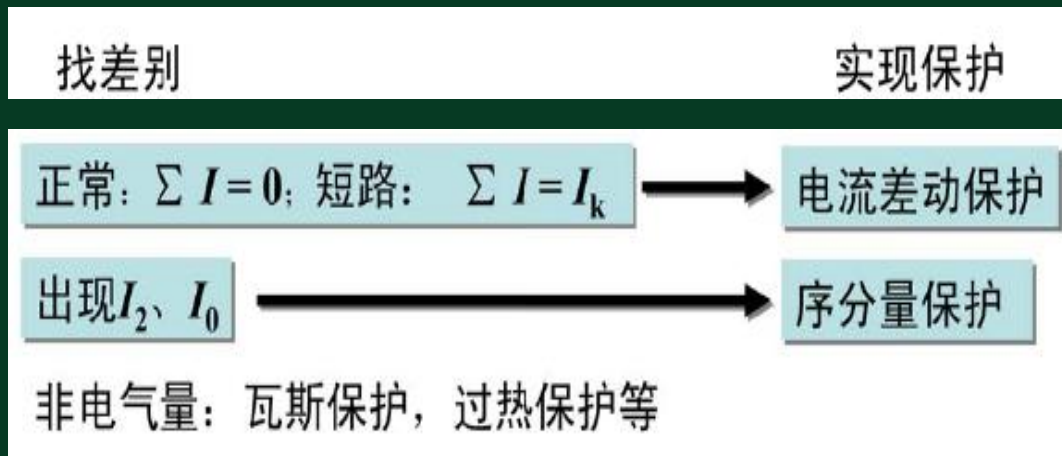 找差别 实现保护
正常：∑ I = 0；短路： ∑ I = Iₖ 电流差动保护
出现I₂、I₀ 序分量保护
非电气量：瓦斯保护，过热保护等